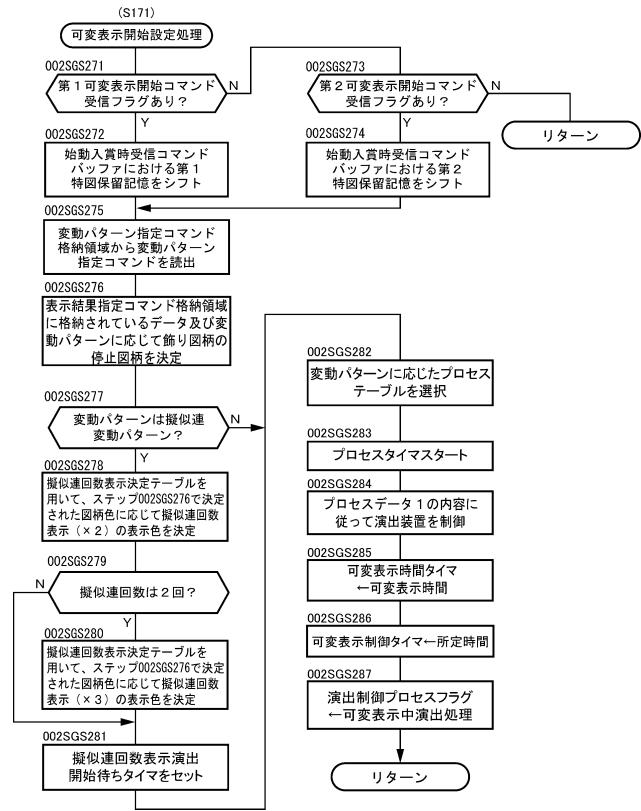 (S171)
可変表示開始設定処理
002SGS271
第1可変表示開始コマンド
受信フラグあり？
N
Y
002SGS273
第2可変表示開始コマンド
受信フラグあり？
N
Y
リターン
002SGS272
始動入賞時受信コマンド
バッファにおける第1
特図保留記憶をシフト
002SGS274
始動入賞時受信コマンド
バッファにおける第2
特図保留記憶をシフト
002SGS275
変動パターン指定コマンド
格納領域から変動パターン
指定コマンドを読出
002SGS276
表示結果指定コマンド格納領域
に格納されているデータ及び変
動パターンに応じて飾り図柄の
停止図柄を決定
002SGS277
変動パターンは擬似連
変動パターン？
N
Y
002SGS278
擬似連回数表示決定テーブルを
用いて、ステップ002SGS276で決定
された図柄色に応じて擬似連回数
表示（×2）の表示色を決定
002SGS279
擬似連回数は2回？
N
Y
002SGS280
擬似連回数表示決定テーブルを
用いて、ステップ002SGS276で決定
された図柄色に応じて擬似連回数
表示（×3）の表示色を決定
002SGS281
擬似連回数表示演出
開始待ちタイマをセット
002SGS282
変動パターンに応じたプロセス
テーブルを選択
002SGS283
プロセスタイマスタート
002SGS284
プロセスデータ1の内容に
従って演出装置を制御
002SGS285
可変表示時間タイマ
←可変表示時間
002SGS286
可変表示制御タイマ←所定時間
002SGS287
演出制御プロセスフラグ
←可変表示中演出処理
リターン